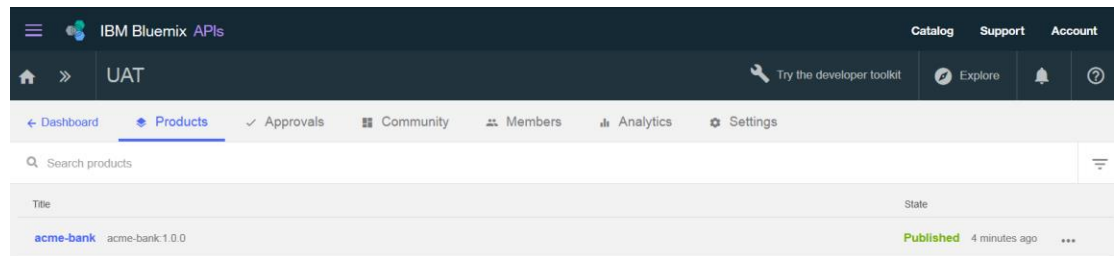 IBM Bluemix APIs Catalog Support Account
UAT Try the developer toolkit Explore
← Dashboard Products Approvals Community Members Analytics Settings
Search products
Title State
acme-bank acme-bank:1.0.0 Published 4 minutes ago